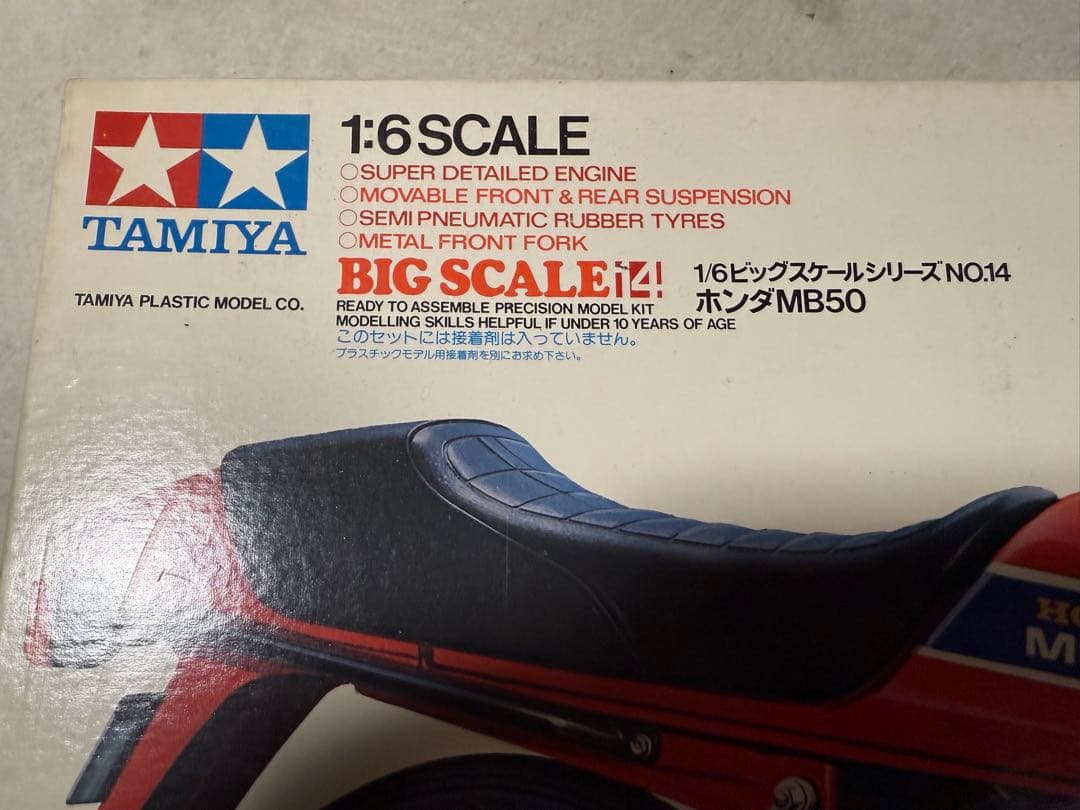 TAMIYA
TAMIYA PLASTIC MODEL CO.
1:6 SCALE
○SUPER DETAILED ENGINE
○MOVABLE FRONT & REAR SUSPENSION
○SEMI PNEUMATIC RUBBER TYRES
○METAL FRONT FORK
BIG SCALE 14
READY TO ASSEMBLE PRECISION MODEL KIT
MODELLING SKILLS HELPFUL IF UNDER 10 YEARS OF AGE
このセットには接着剤は入っていません。
プラスチックモデル用接着剤を別にお求め下さい。
1/6ビッグスケールシリーズNO.14
ホンダMB50